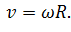 v = ωR.